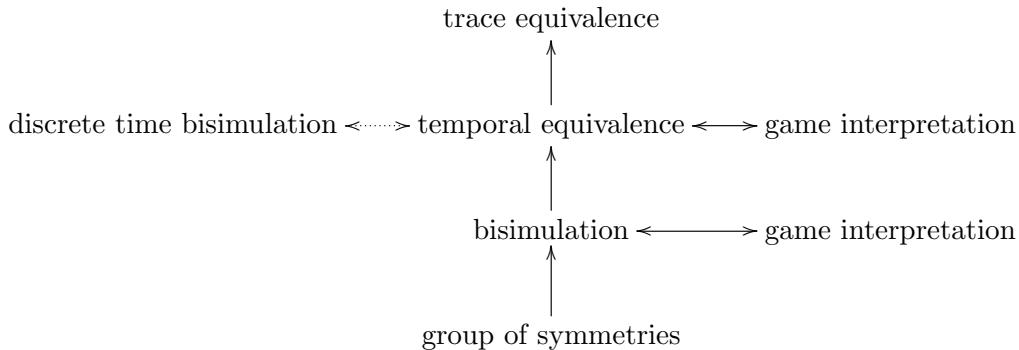 trace equivalence
discrete time bisimulation temporal equivalence game interpretation
bisimulation game interpretation
group of symmetries